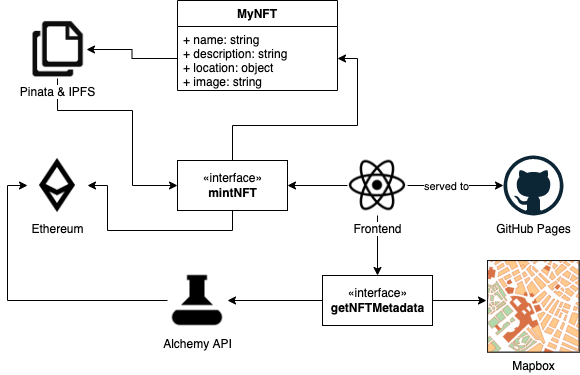 MyNFT
+ name: string
+ description: string
+ location: object
+ image: string
Pinata & IPFS
«interface»
mintNFT
served to
Ethereum
Frontend
GitHub Pages
«interface»
getNFTMetadata
Alchemy API
Mapbox